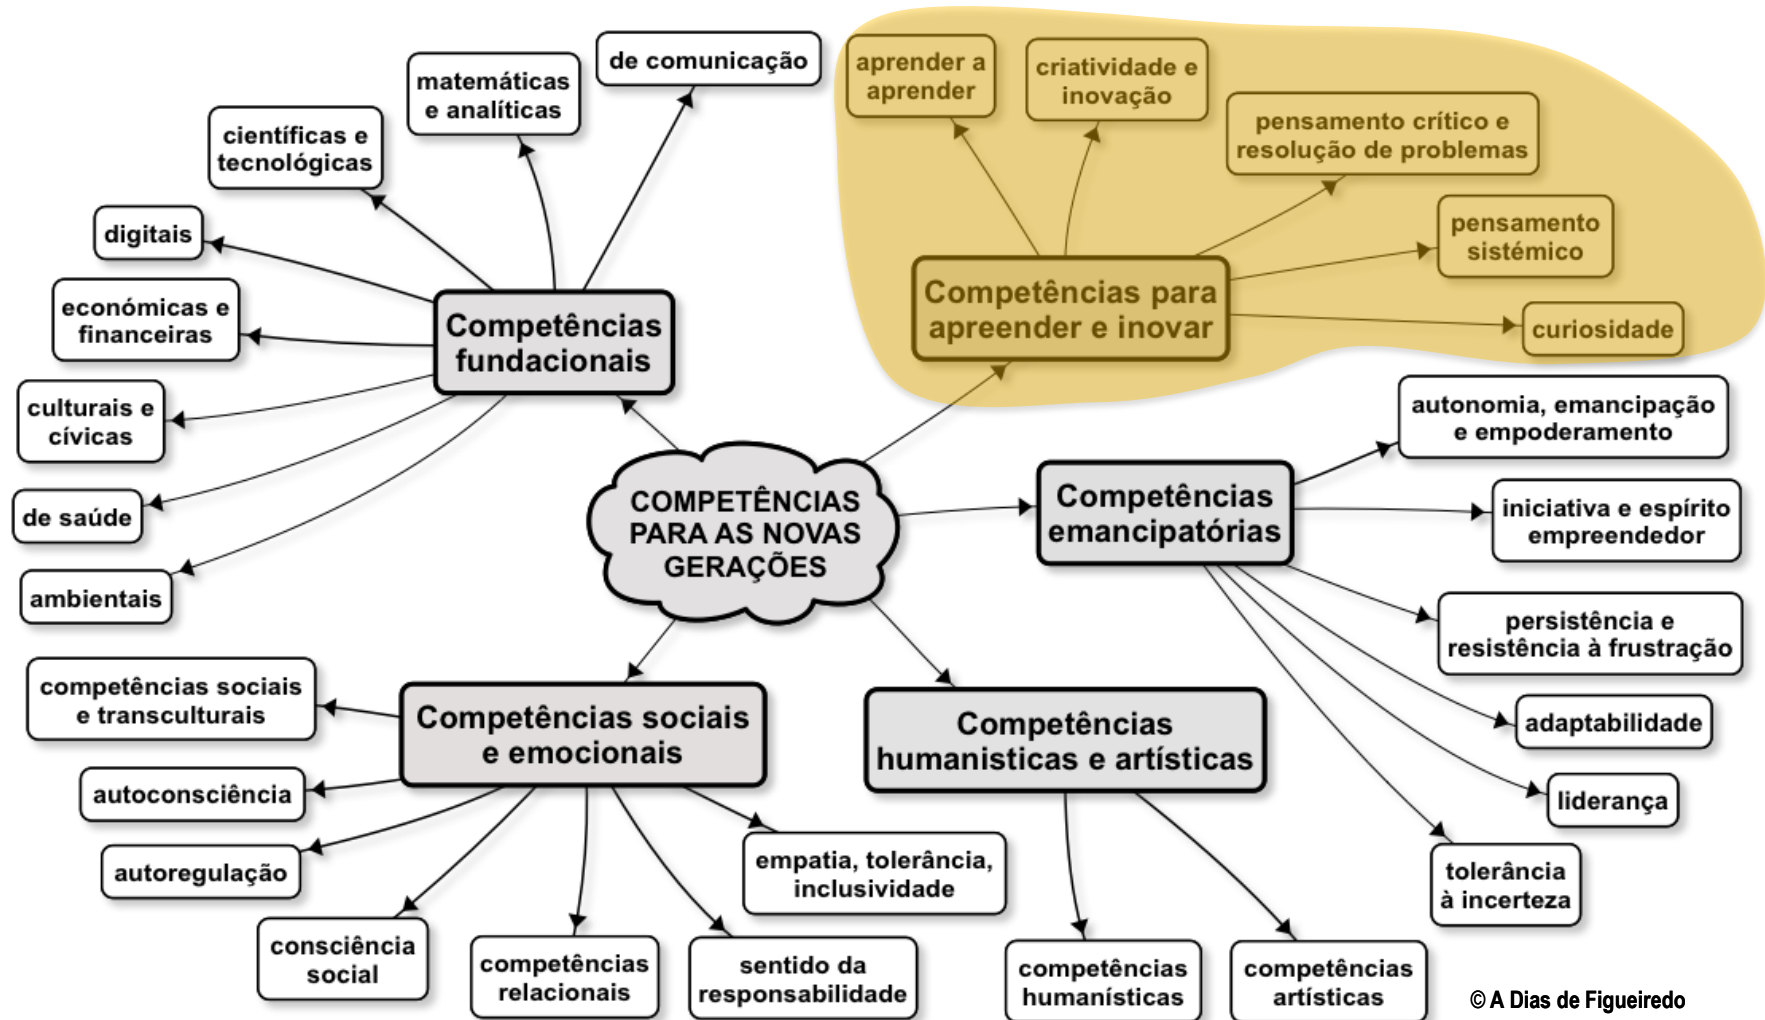 COMPETÊNCIAS
PARA AS NOVAS
GERAÇÕES
Competências
fundacionais
de comunicação
matemáticas
e analíticas
científicas e
tecnológicas
digitais
económicas e
financeiras
culturais e
cívicas
de saúde
ambientais
Competências para
apreender e inovar
aprender a
aprender
criatividade e
inovação
pensamento crítico e
resolução de problemas
pensamento
sistémico
curiosidade
Competências
emancipatórias
autonomia, emancipação
e empoderamento
iniciativa e espírito
empreendedor
persistência e
resistência à frustração
adaptabilidade
liderança
tolerância
à incerteza
Competências
humanisticas e artísticas
competências
humanísticas
competências
artísticas
Competências sociais
e emocionais
competências sociais
e transculturais
autoconsciência
autoregulação
consciência
social
competências
relacionais
sentido da
responsabilidade
empatia, tolerância,
inclusividade
© A Dias de Figueiredo